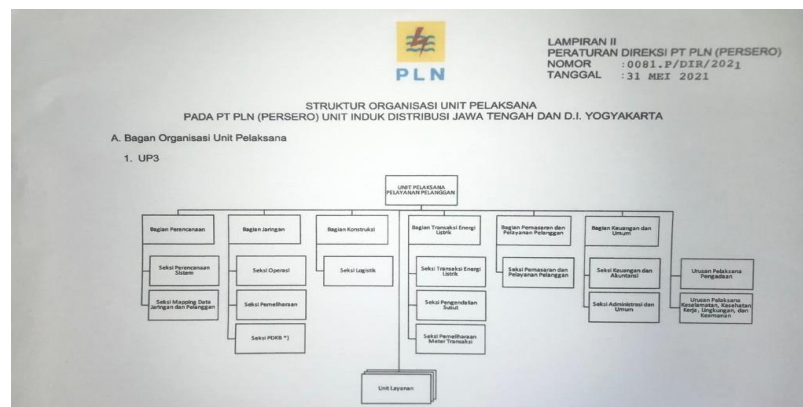 PLN
LAMPIRAN II
PERATURAN DIREKSI PT PLN (PERSERO)
NOMOR : 0081.P/DIR/2021
TANGGAL : 31 MEI 2021
STRUKTUR ORGANISASI UNIT PELAKSANA
PADA PT PLN (PERSERO) UNIT INDUK DISTRIBUSI JAWA TENGAH DAN D.I. YOGYAKARTA
A. Bagan Organisasi Unit Pelaksana
1. UP3
UNIT PELAKSANA
PELAYANAN PELANGGAN
Bagian Perencanaan
Seksi Perencanaan
Sistem
Seksi Mapping Data
Jaringan dan Pelanggan
Bagian Jaringan
Seksi Operasi
Seksi Pemeliharaan
Seksi PDKB *)
Bagian Konstruksi
Seksi Logistik
Bagian Transaksi Energi
Listrik
Seksi Transaksi Energi
Listrik
Seksi Pengendalian
Susut
Seksi Pemeliharaan
Meter Transaksi
Bagian Pemasaran dan
Pelayanan Pelanggan
Seksi Pemasaran dan
Pelayanan Pelanggan
Bagian Keuangan dan
Umum
Seksi Keuangan dan
Akuntansi
Seksi Administrasi dan
Umum
Urusan Pelaksana
Pengadaan
Urusan Pelaksana
Keselamatan, Kesehatan
Kerja, Lingkungan, dan
Keamanan
Unit Layanan